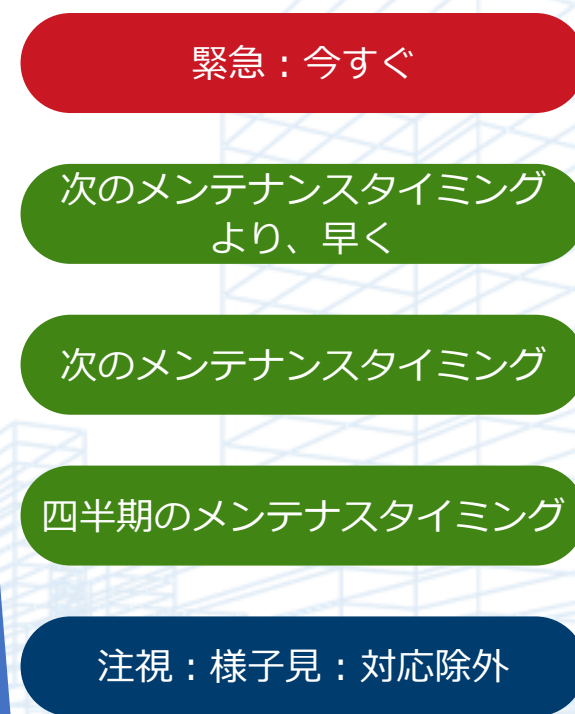 緊急：今すぐ
次のメンテナンスタイミング
より、早く
次のメンテナンスタイミング
四半期のメンテナスタイミング
注視：様子見：対応除外